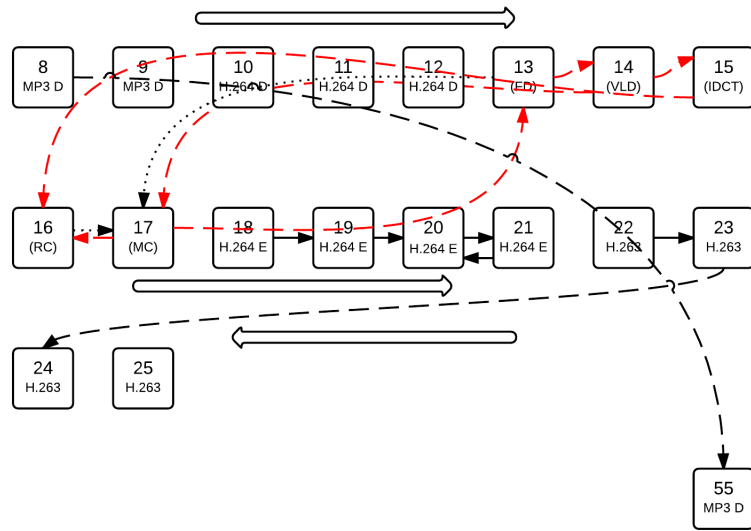 8
MP3 D
9
MP3 D
10
H.264 D
11
H.264 D
12
H.264 D
13
(ED)
14
(VLD)
15
(IDCT)
16
(RC)
17
(MC)
18
H.264 E
19
H.264 E
20
H.264 E
21
H.264 E
22
H.263
23
H.263
24
H.263
25
H.263
55
MP3 D